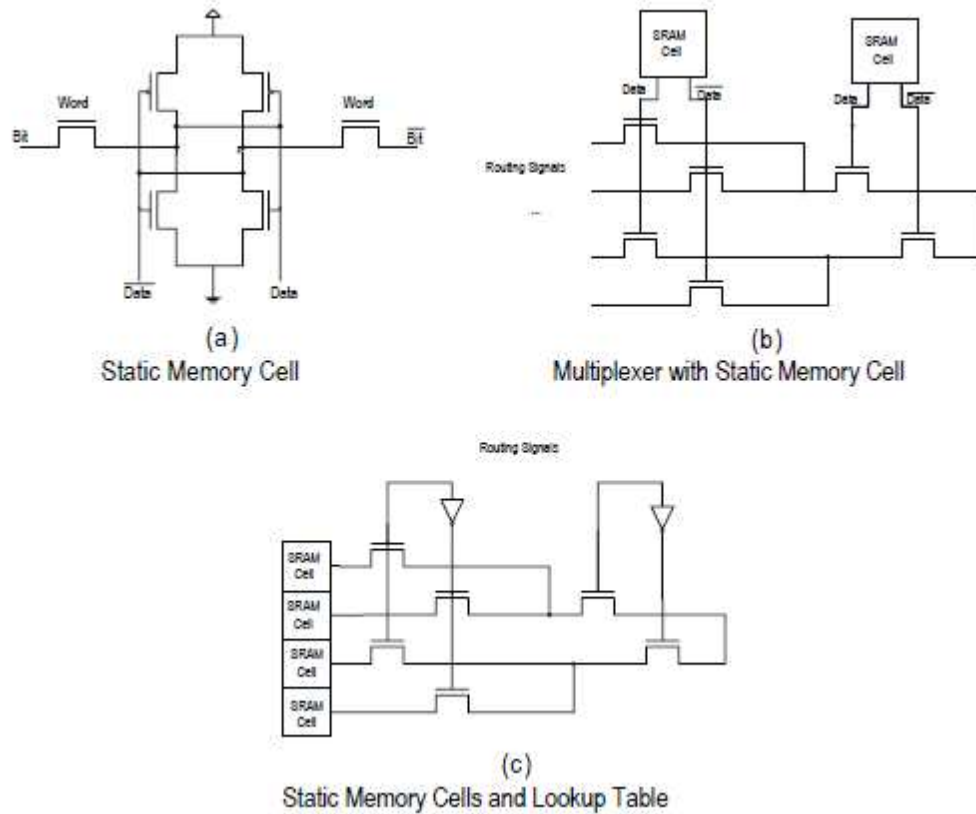 SRAM
Cell
SRAM
Cell
Word
Word
Bit
Bit
Data
Data
Data
Data
Routing Signals
...
Data
Data
(a)
Static Memory Cell
(b)
Multiplexer with Static Memory Cell
Routing Signals
SRAM
Cell
SRAM
Cell
SRAM
Cell
SRAM
Cell
(c)
Static Memory Cells and Lookup Table